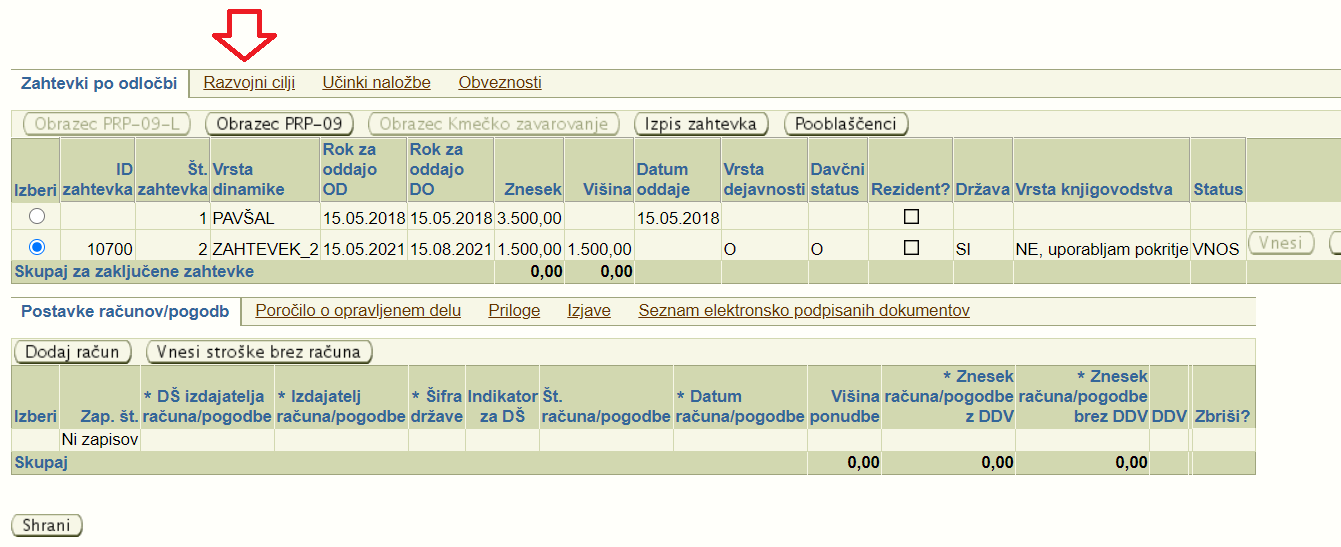 Zahtevki po odločbi Razvojni cilji Učinki naložbe Obveznosti
Obrazec PRP-09-L Obrazec PRP-09 Obrazec Kmečko zavarovanje Izpis zahtevka Pooblaščenci
Izberi ID zahtevka Št. zahtevka Vrsta dinamike Rok za oddajo OD Rok za oddajo DO Znesek Višina Datum oddaje Vrsta dejavnosti Davčni status Rezident? Država Vrsta knjigovodstva Status
1 PAVŠAL 15.05.2018 15.05.2018 3.500,00 15.05.2018
10700 2 ZAHTEVEK_2 15.05.2021 15.08.2021 1.500,00 1.500,00 O O SI NE, uporabljam pokritje VNOS Vnesi
Skupaj za zaključene zahtevke 0,00 0,00
Postavke računov/pogodb Poročilo o opravljenem delu Priloge Izjave Seznam elektronsko podpisanih dokumentov
Dodaj račun Vnesi stroške brez računa
Izberi Zap. št. * DŠ izdajatelja računa/pogodbe * Izdajatelj računa/pogodbe * Šifra države Indikator za DŠ Št. računa/pogodbe * Datum računa/pogodbe Višina ponudbe * Znesek računa/pogodbe z DDV * Znesek računa/pogodbe brez DDV DDV Zbriši?
Ni zapisov
Skupaj 0,00 0,00 0,00
Shrani